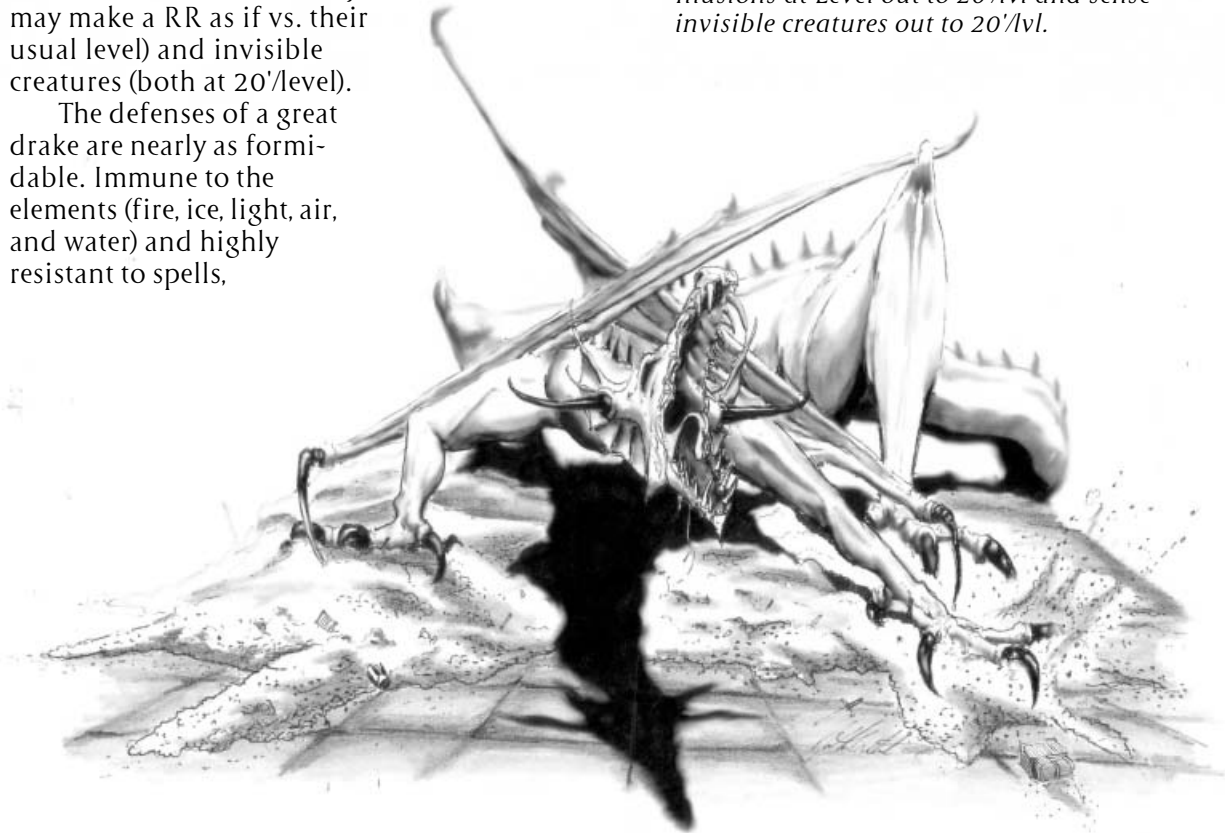 may make a RR as if vs. their
usual level) and invisible
creatures (both at 20'/level).
The defenses of a great
drake are nearly as formi-
dable. Immune to the
elements (fire, ice, light, air,
and water) and highly
resistant to spells,
invisible creatures out to 20'/lvl.